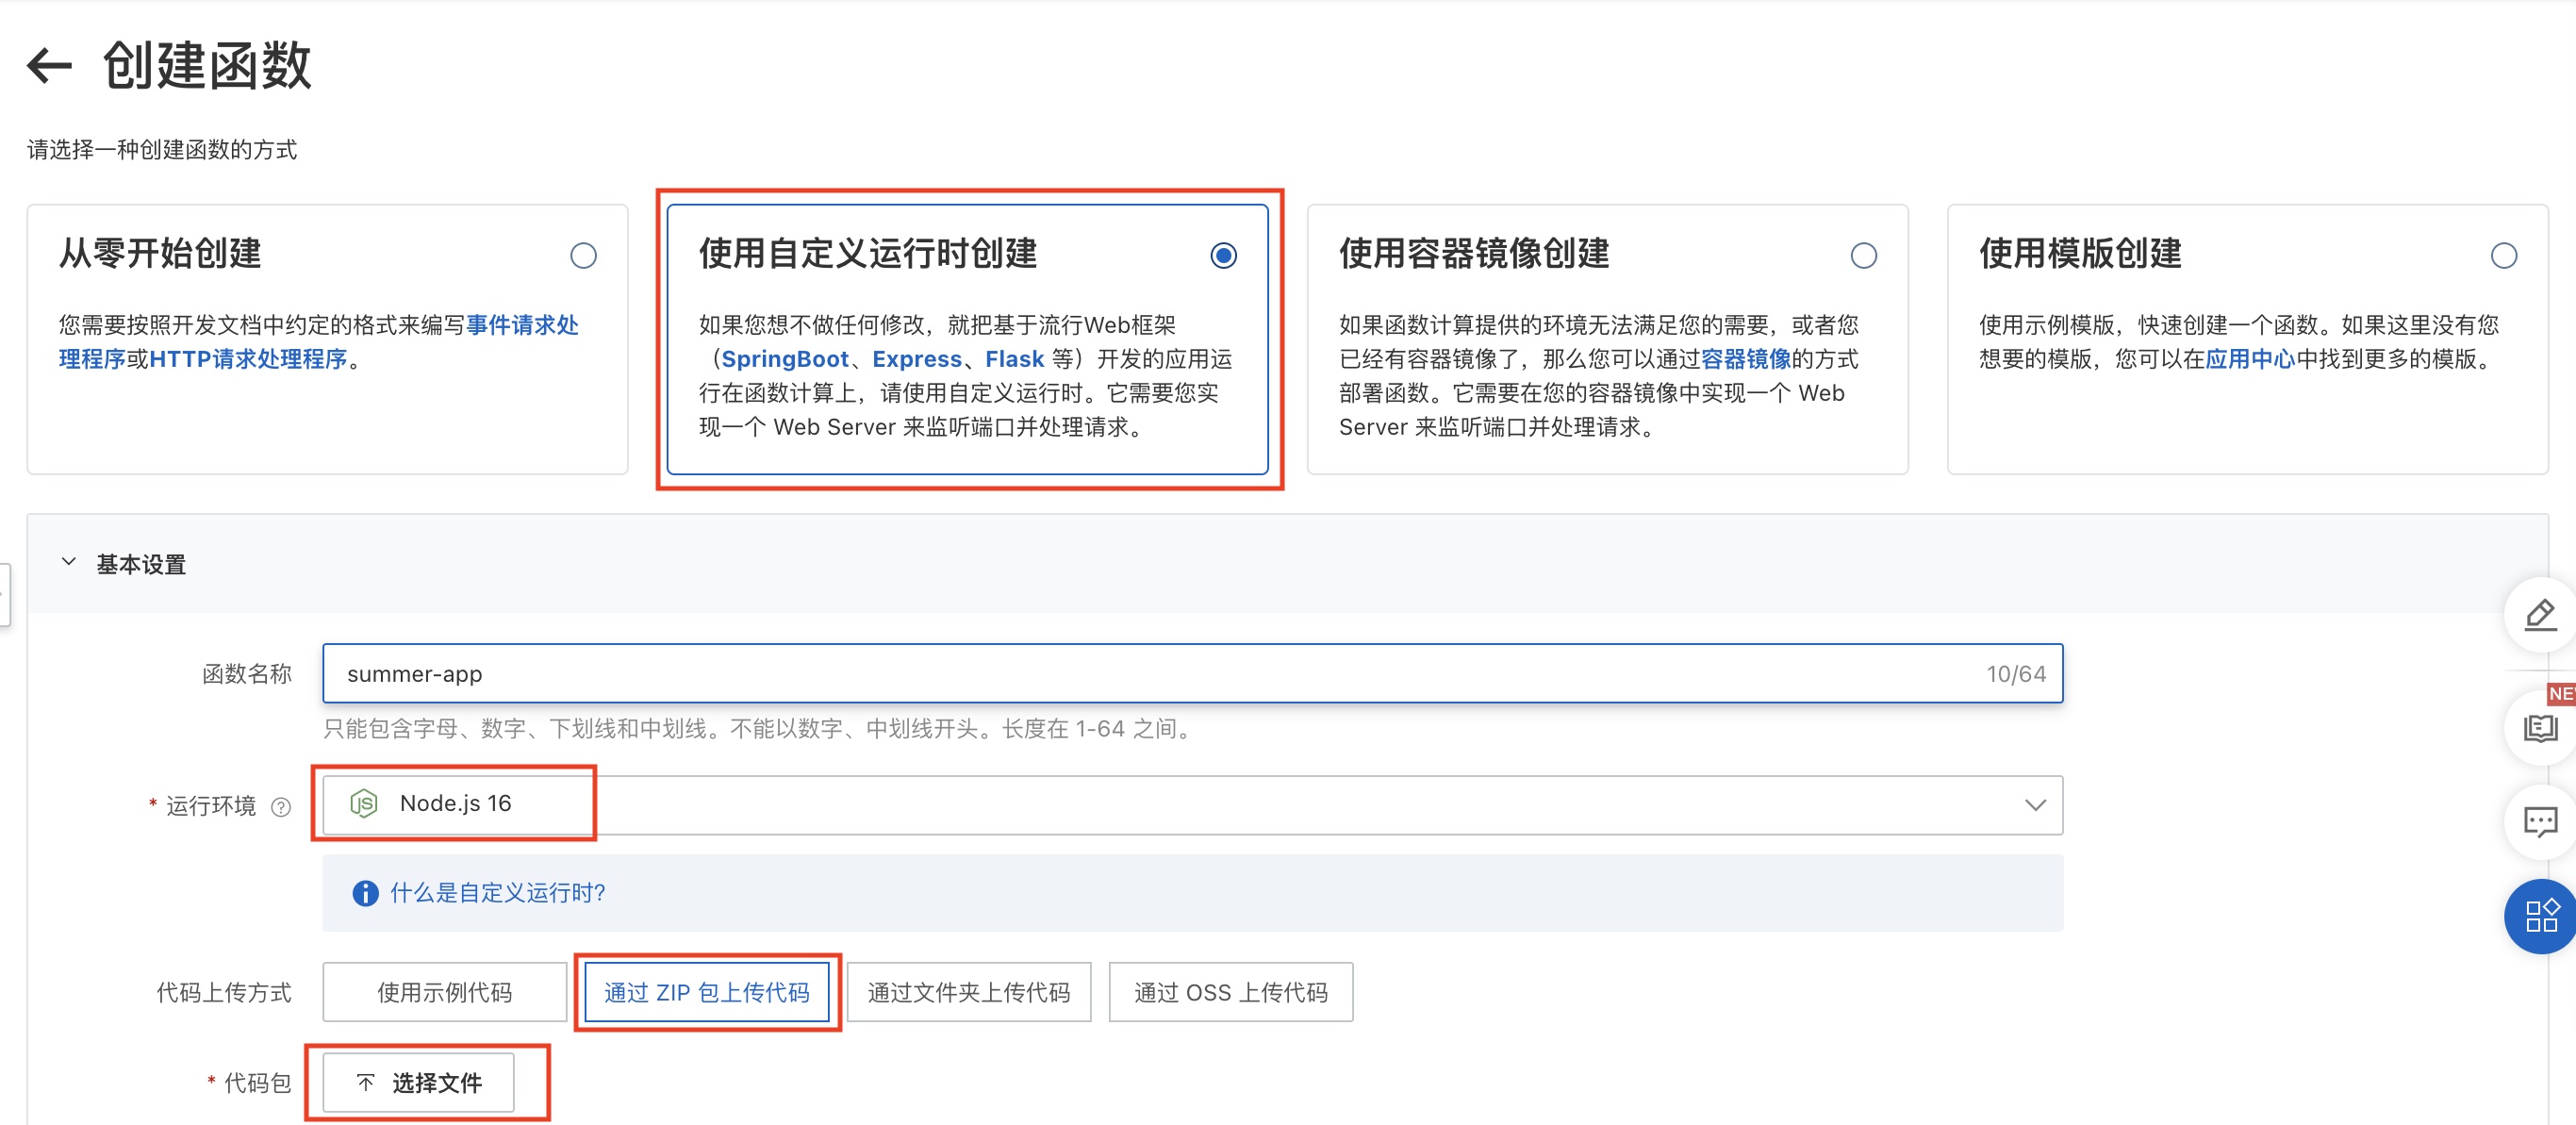 创建函数
请选择一种创建函数的方式
从零开始创建
您需要按照开发文档中约定的格式来编写事件请求处
理程序或HTTP请求处理程序。
使用自定义运行时创建
如果您想不做任何修改，就把基于流行Web框架
（SpringBoot、Express、Flask 等）开发的应用运
行在函数计算上，请使用自定义运行时。它需要您实
现一个 Web Server 来监听端口并处理请求。
使用容器镜像创建
如果函数计算提供的环境无法满足您的需要，或者您
已经有容器镜像了，那么您可以通过容器镜像的方式
部署函数。它需要在您的容器镜像中实现一个 Web
Server 来监听端口并处理请求。
使用模版创建
使用示例模版，快速创建一个函数。如果这里没有您
想要的模版，您可以在应用中心中找到更多的模版。
基本设置
函数名称
summer-app
10/64
只能包含字母、数字、下划线和中划线。不能以数字、中划线开头。长度在 1-64 之间。
* 运行环境
JS Node.js 16
什么是自定义运行时?
代码上传方式
使用示例代码
通过 ZIP 包上传代码
通过文件夹上传代码
通过 OSS 上传代码
* 代码包
选择文件